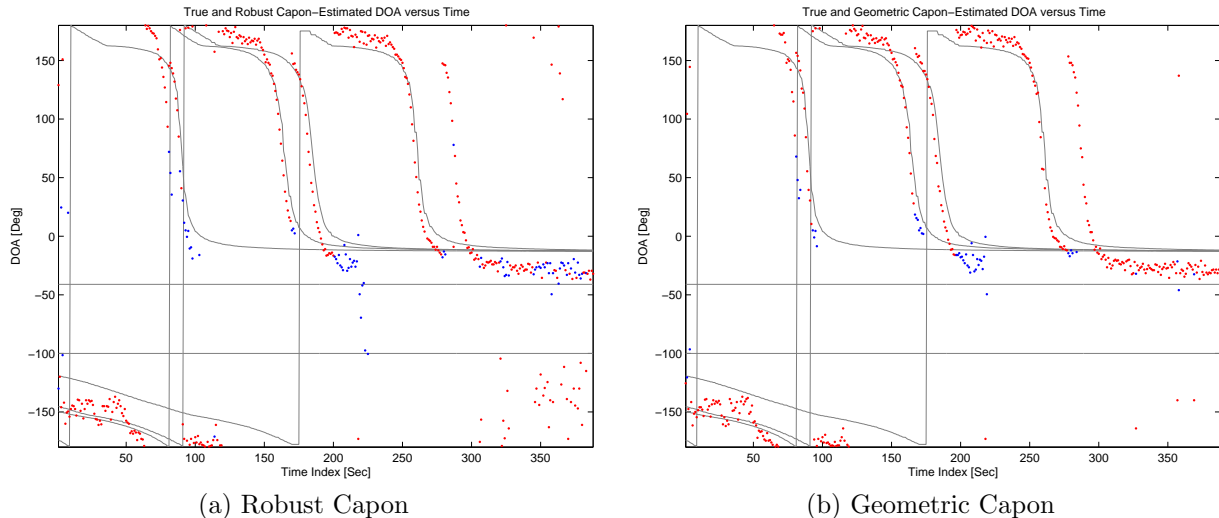 True and Robust Capon−Estimated DOA versus Time
150
100
50
0
−50
−100
−150
DOA [Deg]
50 100 150 200 250 300 350
Time Index [Sec]
(a) Robust Capon
True and Geometric Capon−Estimated DOA versus Time
150
100
50
0
−50
−100
−150
DOA [Deg]
50 100 150 200 250 300 350
Time Index [Sec]
(b) Geometric Capon